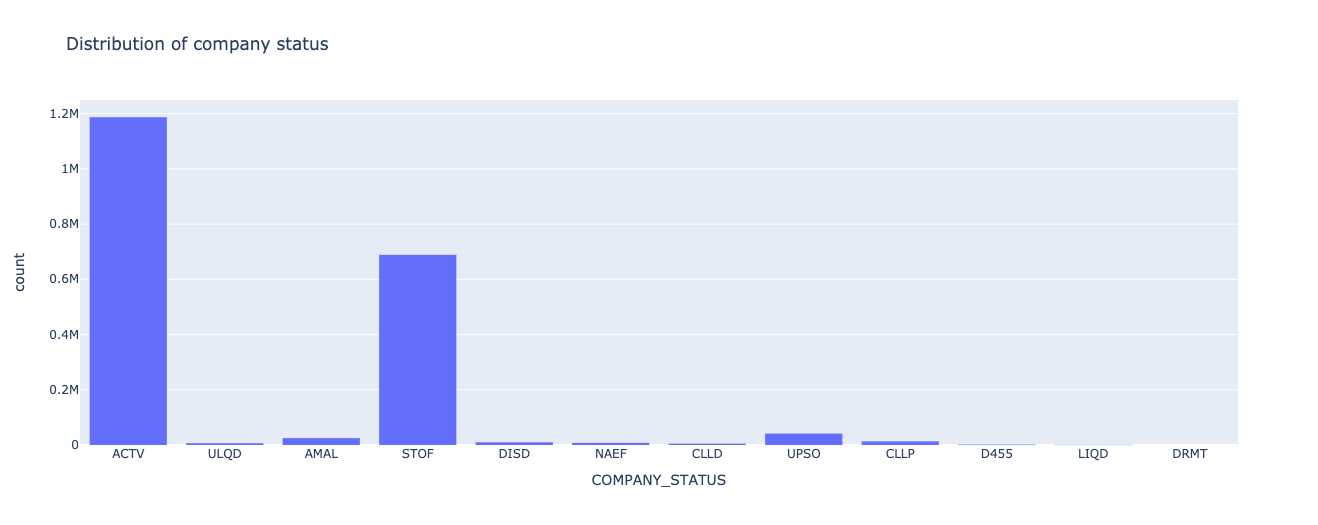 Distribution of company status
1.2M
1M
0.8M
0.6M
0.4M
0.2M
0
count
ACTV ULQD AMAL STOF DISD NAEF CLLD UPSO CLLP D455 LIQD DRMT
COMPANY_STATUS